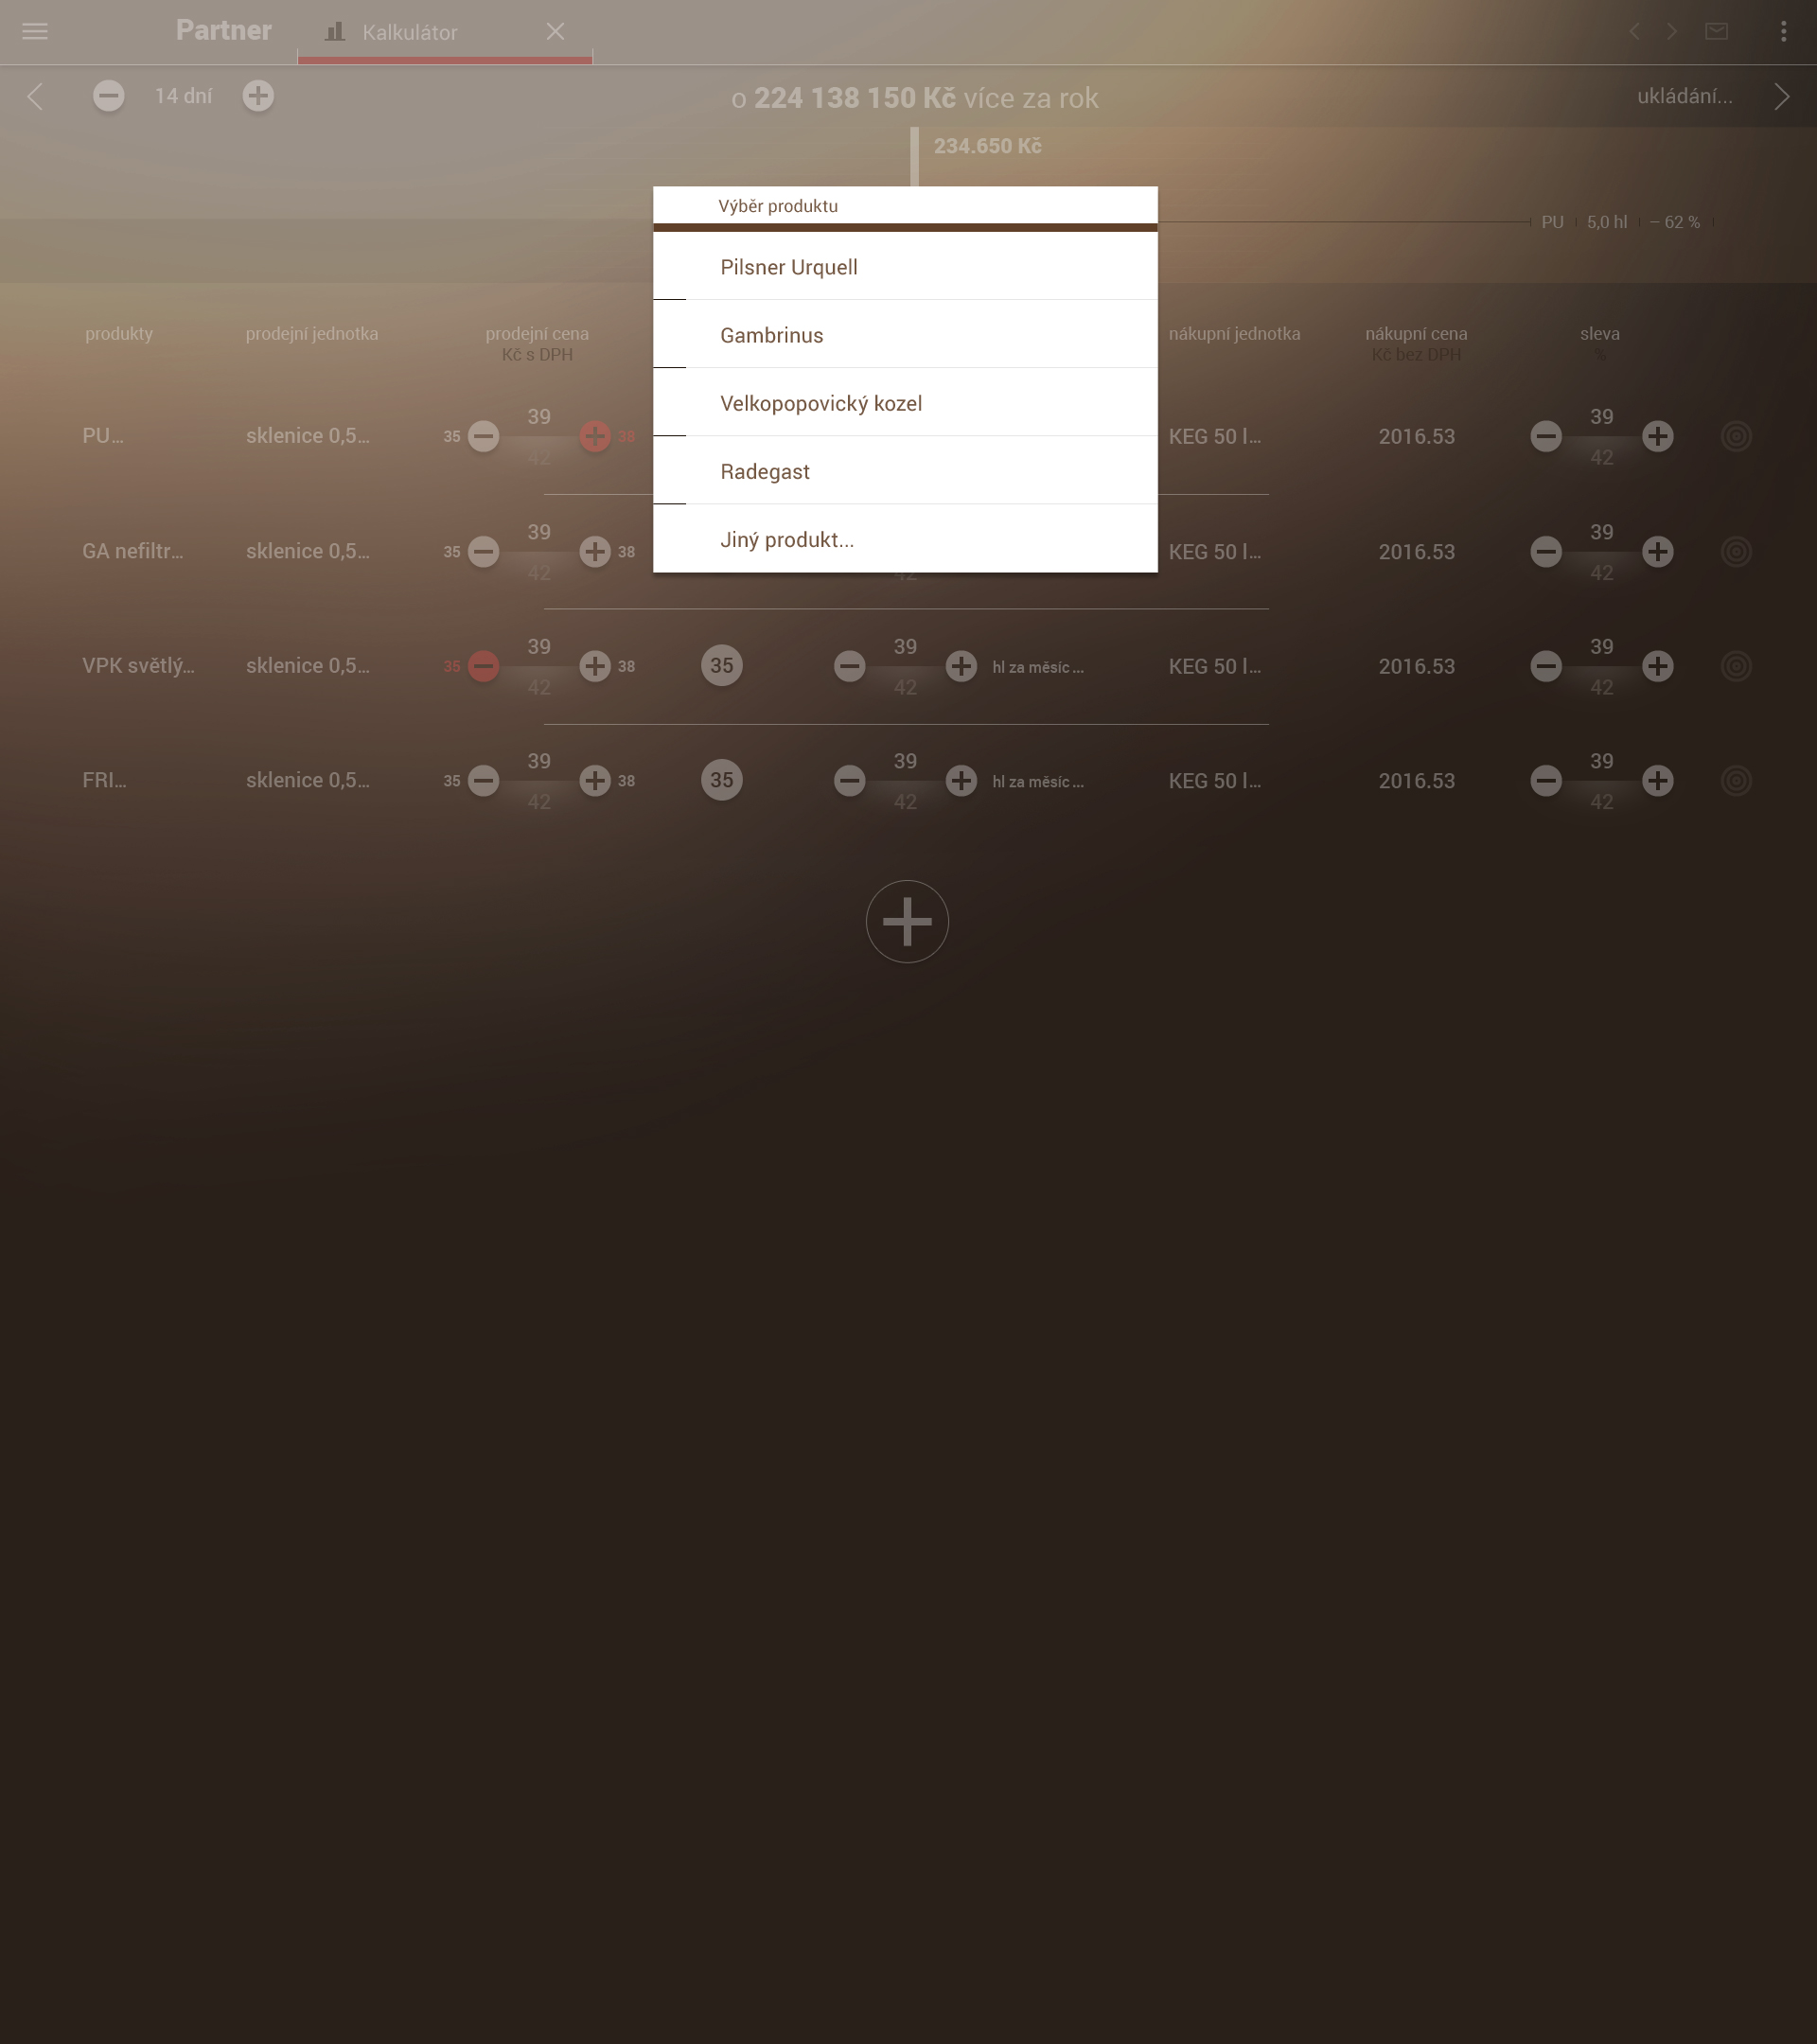 Partner Kalkulátor
14 dní o 224 138 150 Kč více za rok ukládání...
234.650 Kč
Výběr produktu
PU 5,0 hl – 62 %
Pilsner Urquell
Gambrinus
Velkopopovický kozel
Radegast
Jiný produkt...
produkty prodejní jednotka prodejní cena nákupní jednotka nákupní cena sleva
Kč s DPH Kč bez DPH %
39 39
PU... sklenice 0,5... 35 38 KEG 50 l... 2016.53
42 42
39 39
GA nefiltr... sklenice 0,5... 35 38 KEG 50 l... 2016.53
42 42 42
39 39 39
VPK světlý... sklenice 0,5... 35 38 35 hl za měsíc ... KEG 50 l... 2016.53
42 42 42
39 39 39
FRI... sklenice 0,5... 35 38 35 hl za měsíc ... KEG 50 l... 2016.53
42 42 42